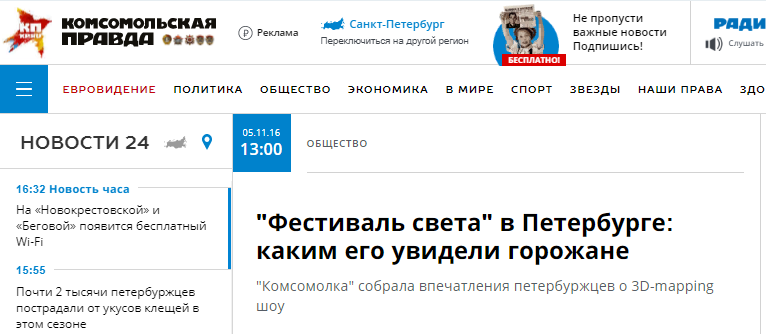 КОМСОМОЛЬСКАЯ
ПРАВДА
Реклама
Санкт-Петербург
Переключиться на другой регион
Не пропусти
важные новости
Подпишись!
БЕСПЛАТНО!
РАДИ
Слушать
ЕВРОВИДЕНИЕ ПОЛИТИКА ОБЩЕСТВО ЭКОНОМИКА В МИРЕ СПОРТ ЗВЕЗДЫ НАШИ ПРАВА ЗДО
НОВОСТИ 24
05.11.16
13:00
ОБЩЕСТВО
16:32 Новость часа
На «Новокрестовской» и
«Беговой» появится бесплатный
Wi-Fi
15:55
Почти 2 тысячи петербуржцев
пострадали от укусов клещей в
этом сезоне
"Фестиваль света" в Петербурге:
каким его увидели горожане
"Комсомолка" собрала впечатления петербуржцев о 3D-mapping
шоу